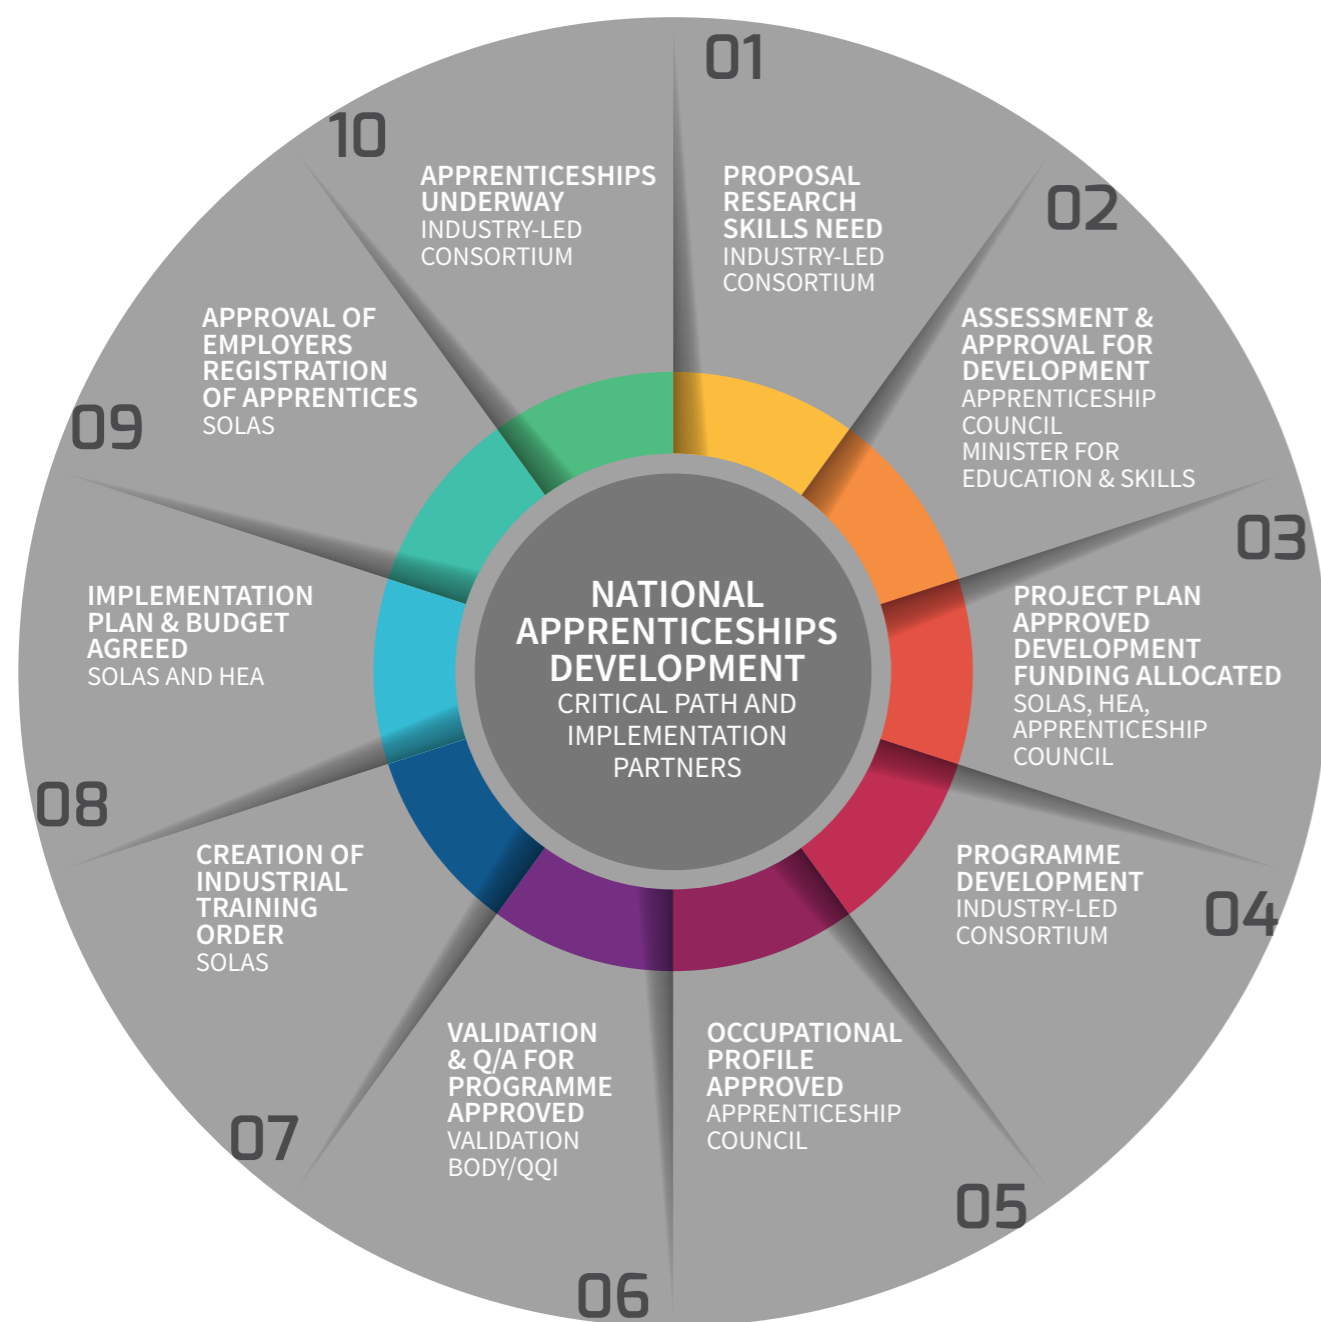 01
PROPOSAL
RESEARCH
SKILLS NEED
INDUSTRY-LED
CONSORTIUM
02
ASSESSMENT &
APPROVAL FOR
DEVELOPMENT
APPRENTICESHIP
COUNCIL
MINISTER FOR
EDUCATION & SKILLS
03
PROJECT PLAN
APPROVED
DEVELOPMENT
FUNDING ALLOCATED
SOLAS, HEA,
APPRENTICESHIP
COUNCIL
04
PROGRAMME
DEVELOPMENT
INDUSTRY-LED
CONSORTIUM
05
OCCUPATIONAL
PROFILE
APPROVED
APPRENTICESHIP
COUNCIL
06
VALIDATION
& Q/A FOR
PROGRAMME
APPROVED
VALIDATION
BODY/QQI
07
CREATION OF
INDUSTRIAL
TRAINING
ORDER
SOLAS
08
IMPLEMENTATION
PLAN & BUDGET
AGREED
SOLAS AND HEA
09
APPROVAL OF
EMPLOYERS
REGISTRATION
OF APPRENTICES
SOLAS
10
APPRENTICESHIPS
UNDERWAY
INDUSTRY-LED
CONSORTIUM
NATIONAL
APPRENTICESHIPS
DEVELOPMENT
CRITICAL PATH AND
IMPLEMENTATION
PARTNERS